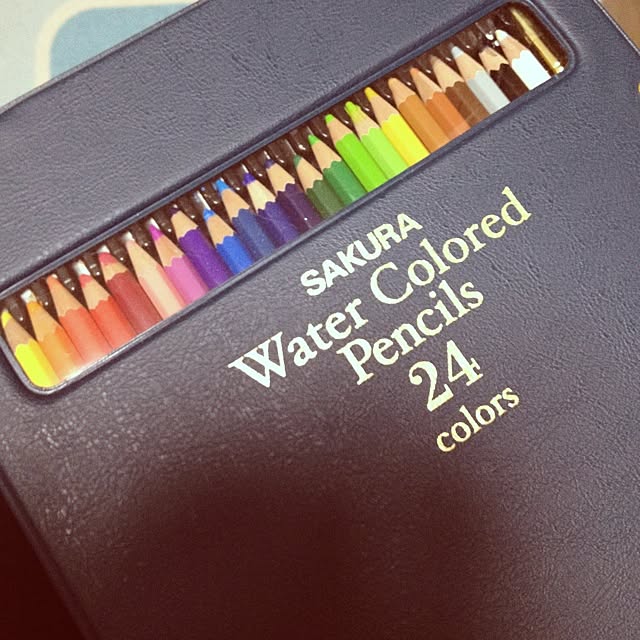 SAKURA
Water Colored
Pencils
24
colors